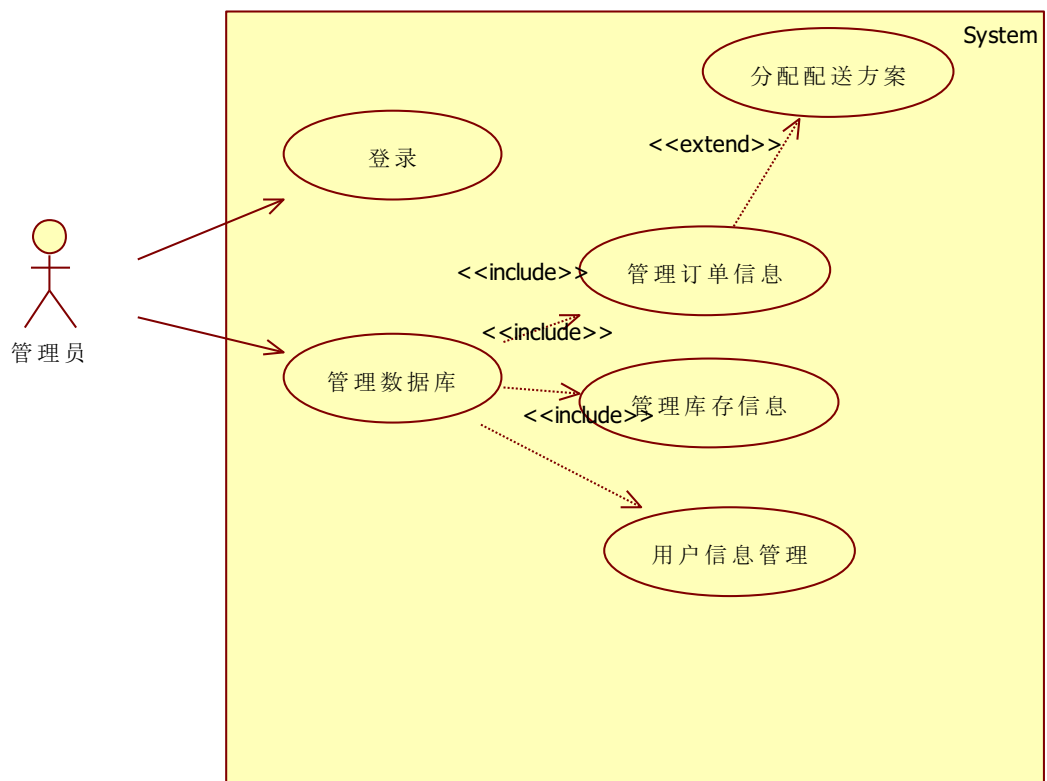 System
分配配送方案
<<extend>>
登录
管理订单信息
<<include>>
<<include>>
管理员
管理数据库
管理库存信息
<<include>>
用户信息管理